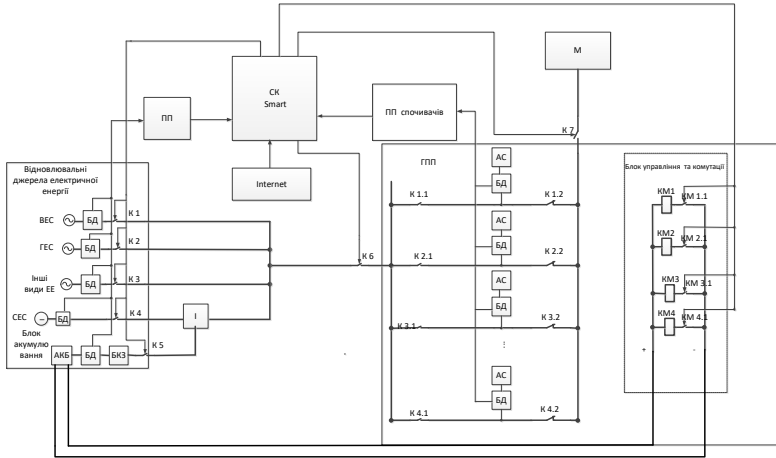 М
СК
Smart
ПП
ПП споживачів
К 7
Internet
Відновлювальні
джерела електричної
енергії
ГПП
Блок управління та комутації
АС
БД
К 1.1
К 1.2
КМ1
КМ 1.1
ВЕС
БД
К 1
АС
БД
КМ2
КМ 2.1
ГЕС
БД
К 2
К 6
К 2.1
К 2.2
Інші
види ЕЕ
БД
К 3
АС
БД
КМ3
КМ 3.1
СЕС
БД
К 4
І
К 3.1
К 3.2
КМ4
КМ 4.1
Блок
акумулю
вання
АКБ
БД
БКЗ
К 5
+
-
АС
БД
К 4.1
К 4.2